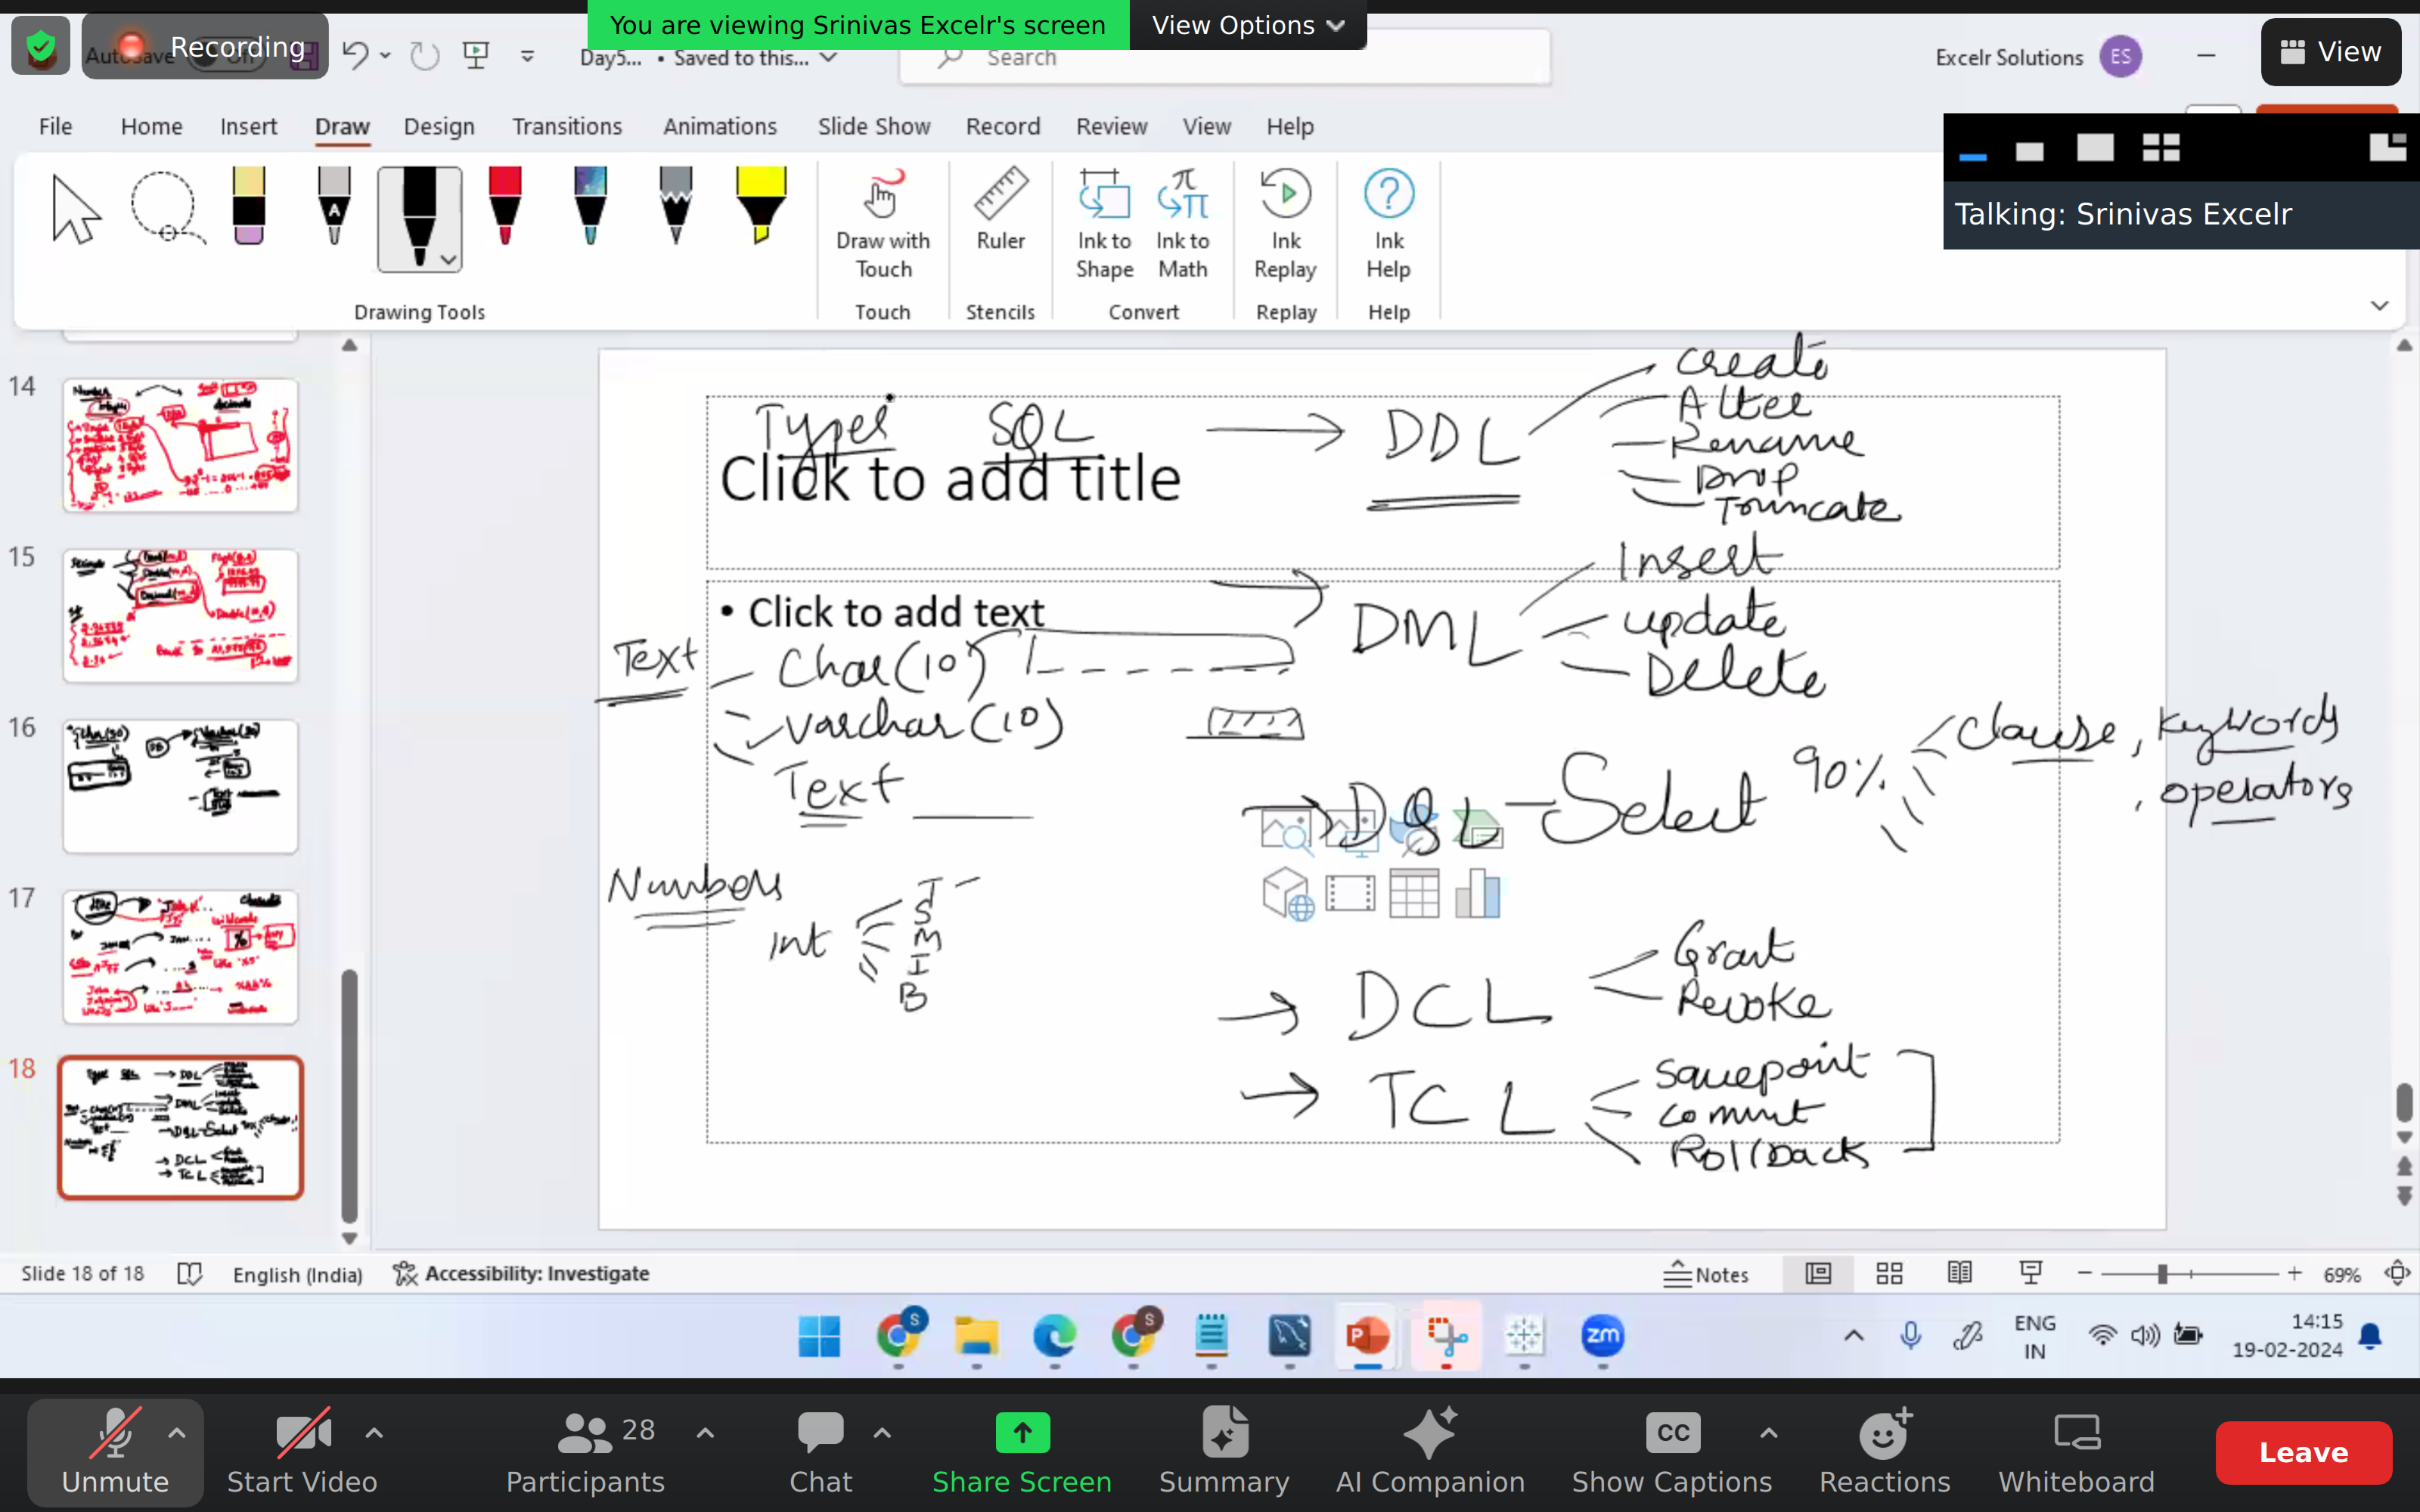 You are viewing Srinivas Excelr's screen
View Options
Recording
Day5... • Saved to this...
Search
Excelr Solutions
ES
View
File Home Insert Draw Design Transitions Animations Slide Show Record Review View Help
Talking: Srinivas Excelr
Draw with Touch
Ruler
Ink to Shape
Ink to Math
Ink Replay
Ink Help
Drawing Tools
Touch
Stencils
Convert
Replay
Help
14
15
16
17
18
Types SQL → DDL
Create
Alter
Rename
Drop
Truncate
Click to add title
→ DML
Insert
update
Delete
• Click to add text
Text
Char(10)
varchar(10)
Text
→ DQL - Select 90%
clause, keywords
, operators
Numbers
Int
T
S
M
I
B
→ DCL
Grant
Revoke
→ TCL
Savepoint
commit
Rollback
Slide 18 of 18
English (India)
Accessibility: Investigate
Notes
69%
S
S
zm
ENG
IN
14:15
19-02-2024
Unmute
Start Video
28
Participants
Chat
Share Screen
Summary
AI Companion
CC
Show Captions
Reactions
Whiteboard
Leave